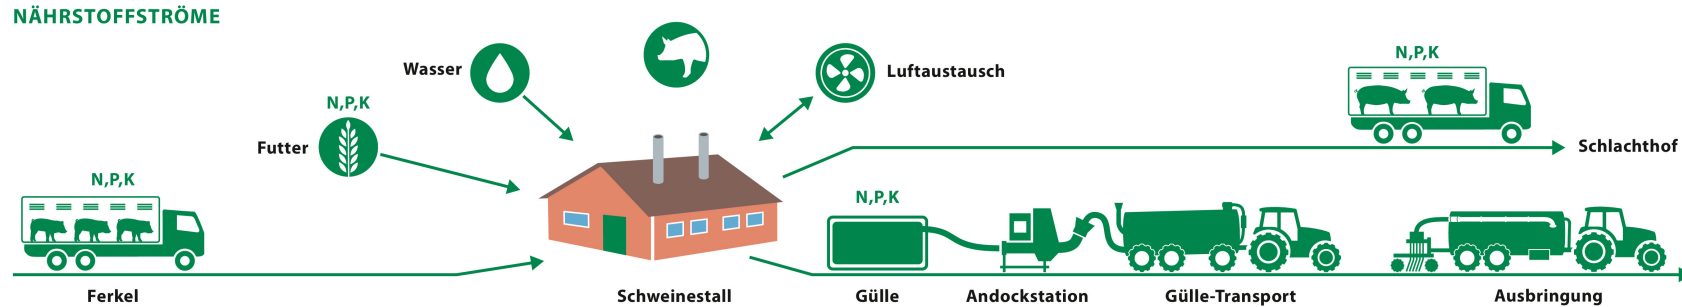 NÄHRSTOFFSTRÖME
N,P,K
Wasser
Luftaustausch
N,P,K
Futter
Schlachthof
N,P,K
N,P,K
Ferkel
Schweinestall
Gülle
Andockstation
Gülle-Transport
Ausbringung